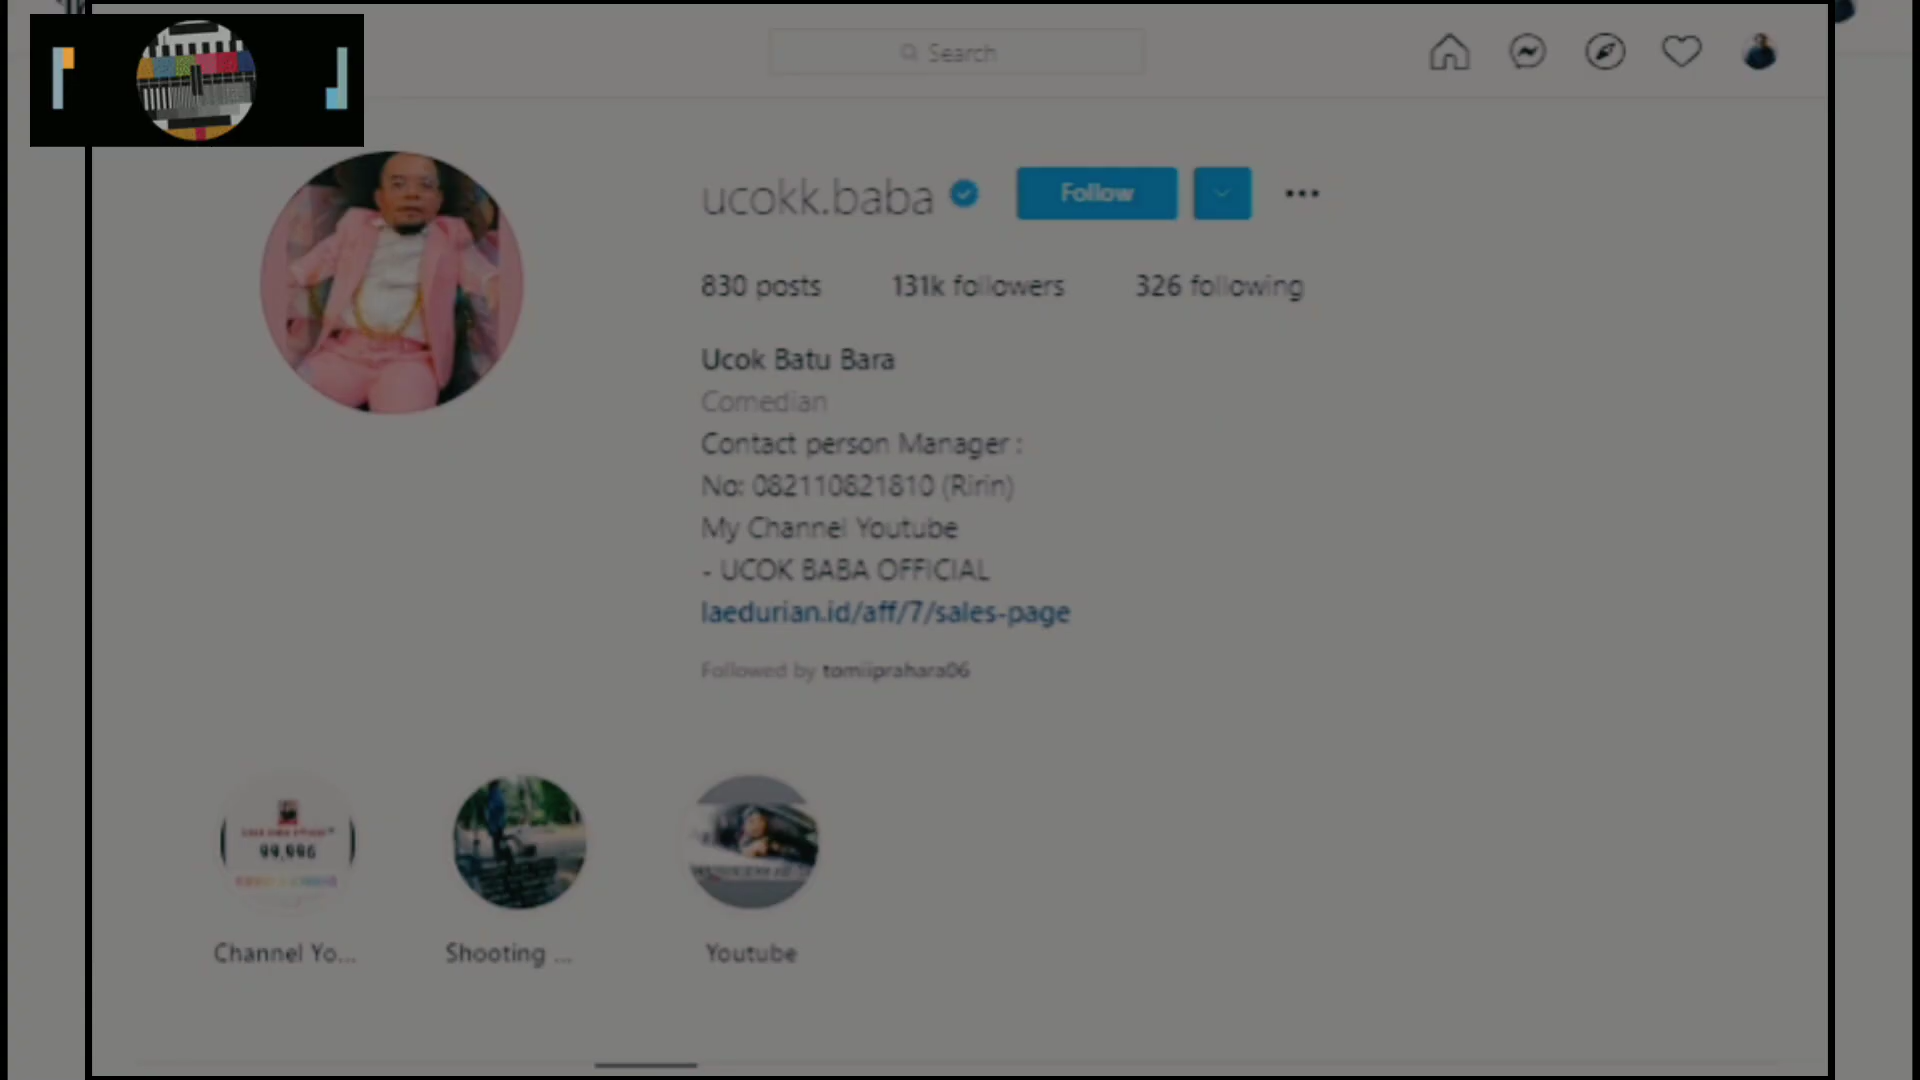 Search
ucokk.baba
Follow
830 posts 131k followers 326 following
Ucok Batu Bara
Comedian
Contact person Manager :
No: 082110821810 (Ririn)
My Channel Youtube
- UCOK BABA OFFICIAL
laedurian.id/aff/7/sales-page
Followed by tomiiprahara06
99,996
Channel Yo...
Shooting ...
Youtube